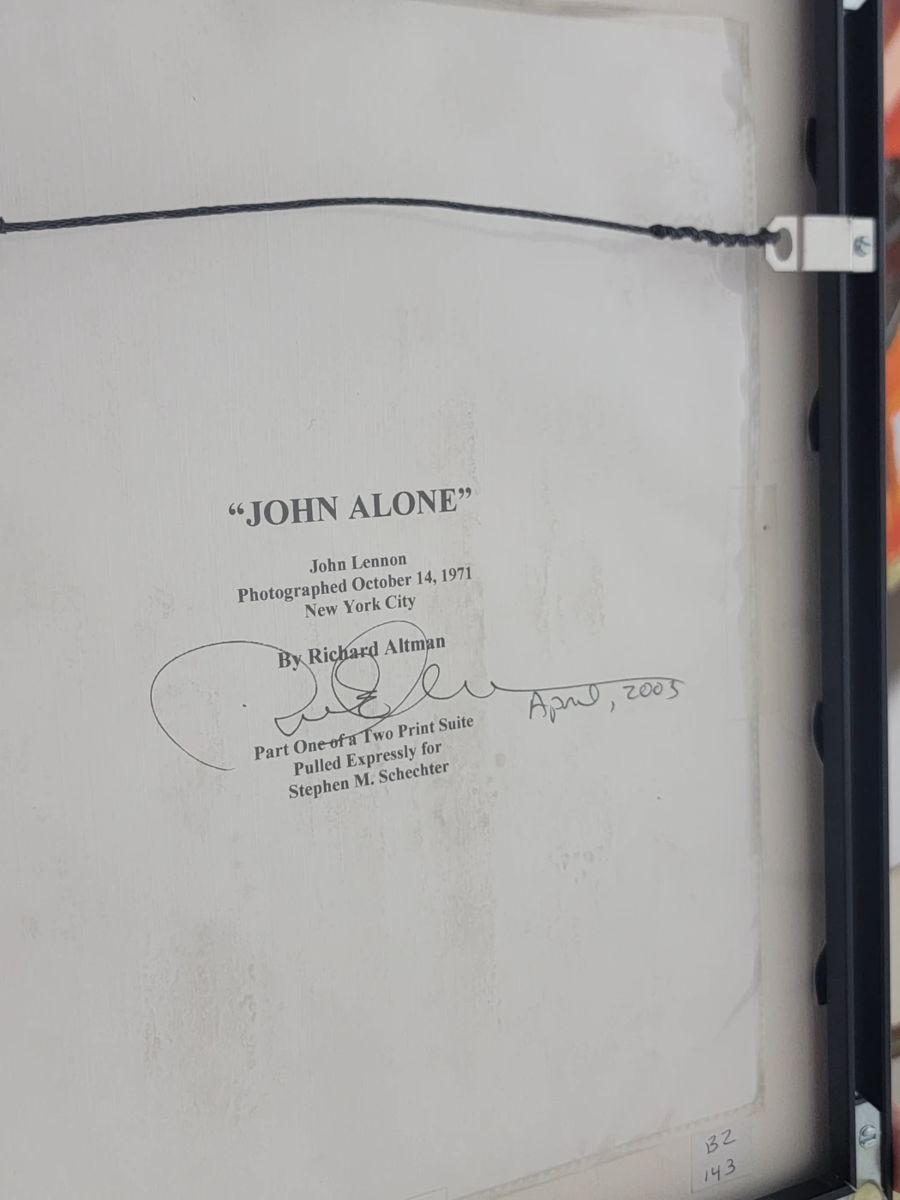 “JOHN ALONE”
John Lennon
Photographed October 14, 1971
New York City
By Richard Altman
April, 2005
Part One of a Two Print Suite
Pulled Expressly for
Stephen M. Schechter
B2
143